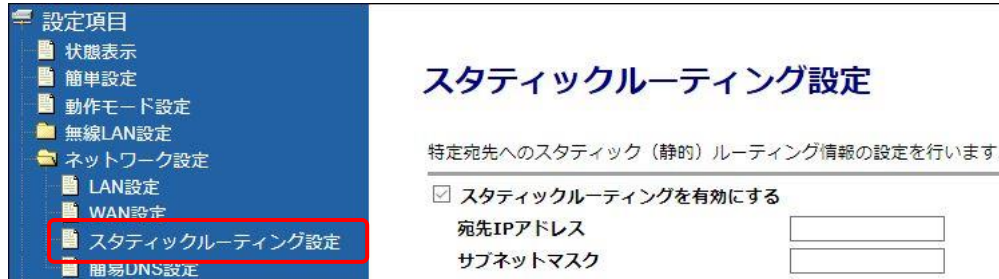 設定項目
状態表示
簡単設定
動作モード設定
無線LAN設定
ネットワーク設定
LAN設定
WAN設定
スタティックルーティング設定
簡易DNS設定
スタティックルーティング設定
特定宛先へのスタティック（静的）ルーティング情報の設定を行います
スタティックルーティングを有効にする
宛先IPアドレス
サブネットマスク